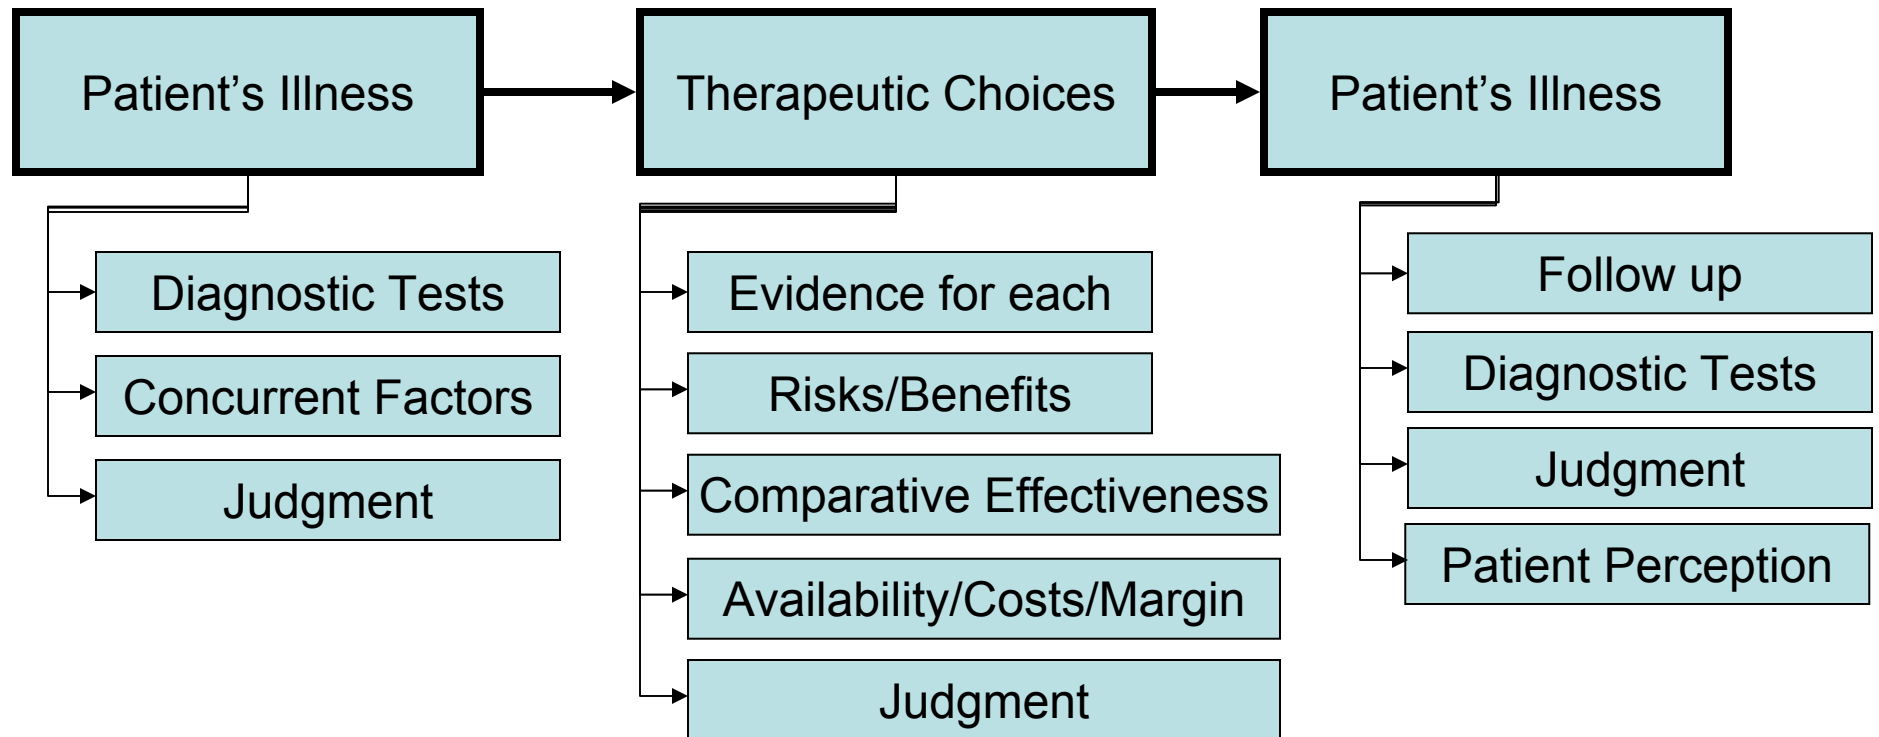 Patient’s Illness
Therapeutic Choices
Patient’s Illness
Diagnostic Tests
Concurrent Factors
Judgment
Evidence for each
Risks/Benefits
Comparative Effectiveness
Availability/Costs/Margin
Judgment
Follow up
Diagnostic Tests
Judgment
Patient Perception